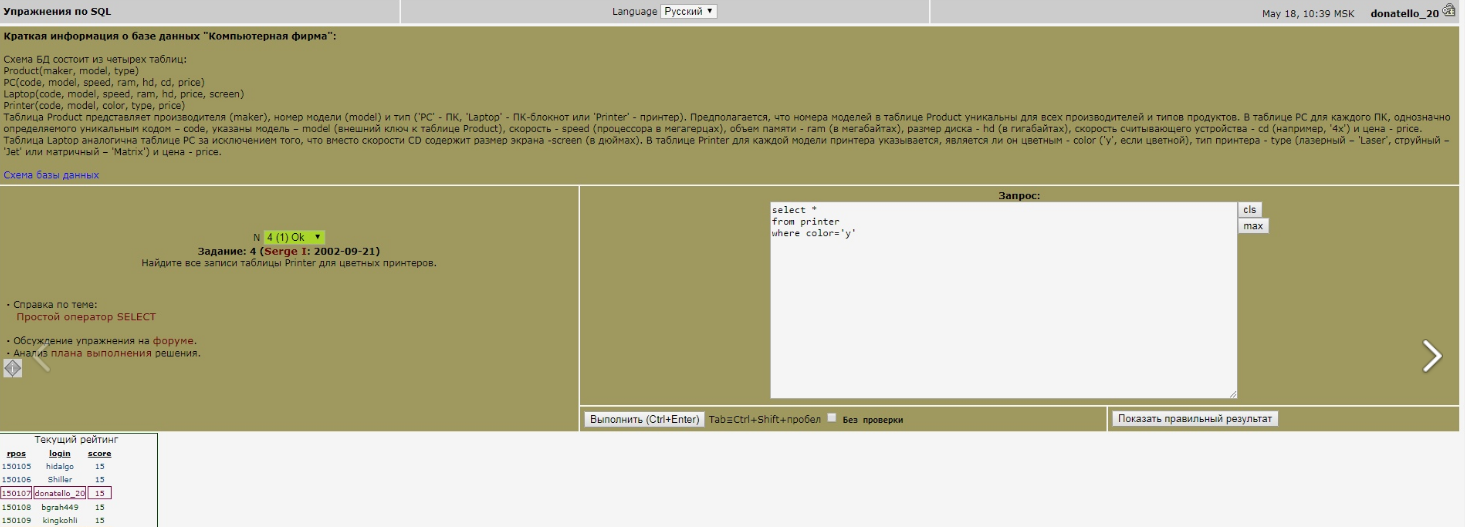 Упражнения по SQL
Language Русский
May 18, 10:39 MSK donatello_20
Краткая информация о базе данных "Компьютерная фирма":
Схема БД состоит из четырех таблиц:
Product(maker, model, type)
PC(code, model, speed, ram, hd, cd, price)
Laptop(code, model, speed, ram, hd, price, screen)
Printer(code, model, color, type, price)
Таблица Product представляет производителя (maker), номер модели (model) и тип ('PC' - ПК, 'Laptop' - ПК-блокнот или 'Printer' - принтер). Предполагается, что номера моделей в таблице Product уникальны для всех производителей и типов продуктов. В таблице PC для каждого ПК, однозначно
определяемого уникальным кодом – code, указаны модель – model (внешний ключ к таблице Product), скорость - speed (процессора в мегагерцах), объем памяти - ram (в мегабайтах), размер диска - hd (в гигабайтах), скорость считывающего устройства - cd (например, '4x') и цена - price.
Таблица Laptop аналогична таблице PC за исключением того, что вместо скорости CD содержит размер экрана -screen (в дюймах). В таблице Printer для каждой модели принтера указывается, является ли он цветным - color ('y', если цветной), тип принтера - type (лазерный – 'Laser', струйный –
'Jet' или матричный – 'Matrix') и цена - price.
Схема базы данных
N 4 (1) Ok
Задание: 4 (Serge I: 2002-09-21)
Найдите все записи таблицы Printer для цветных принтеров.
• Справка по теме:
Простой оператор SELECT
• Обсуждение упражнения на форуме.
• Анализ плана выполнения решения.
Запрос:
select *
from printer
where color='y'
cls
max
Выполнить (Ctrl+Enter) Tab≡Ctrl+Shift+пробел Без проверки
Показать правильный результат
Текущий рейтинг
rpos login score
150105 hidalgo 15
150106 Shiller 15
150107 donatello_20 15
150108 bgrah449 15
150109 kingkohli 15